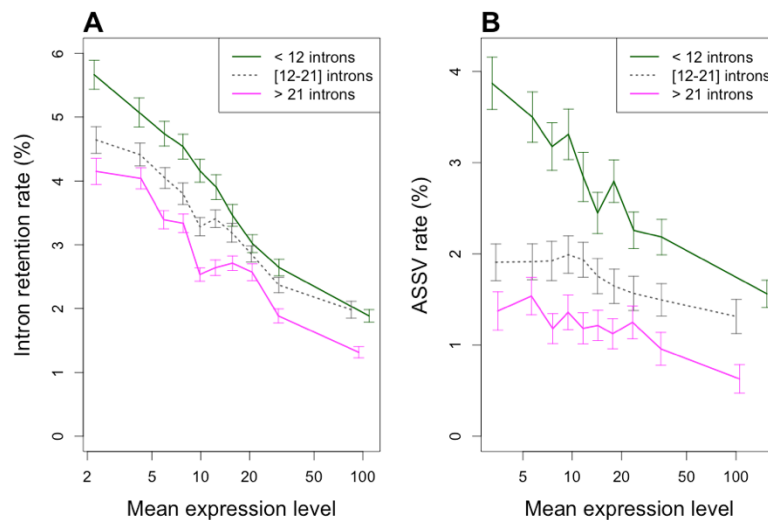 A
< 12 introns
[12-21] introns
> 21 introns
Intron retention rate (%)
6
5
4
3
2
1
0
2 5 10 20 50 100
Mean expression level
B
< 12 introns
[12-21] introns
> 21 introns
ASSV rate (%)
4
3
2
1
0
5 10 20 50 100
Mean expression level